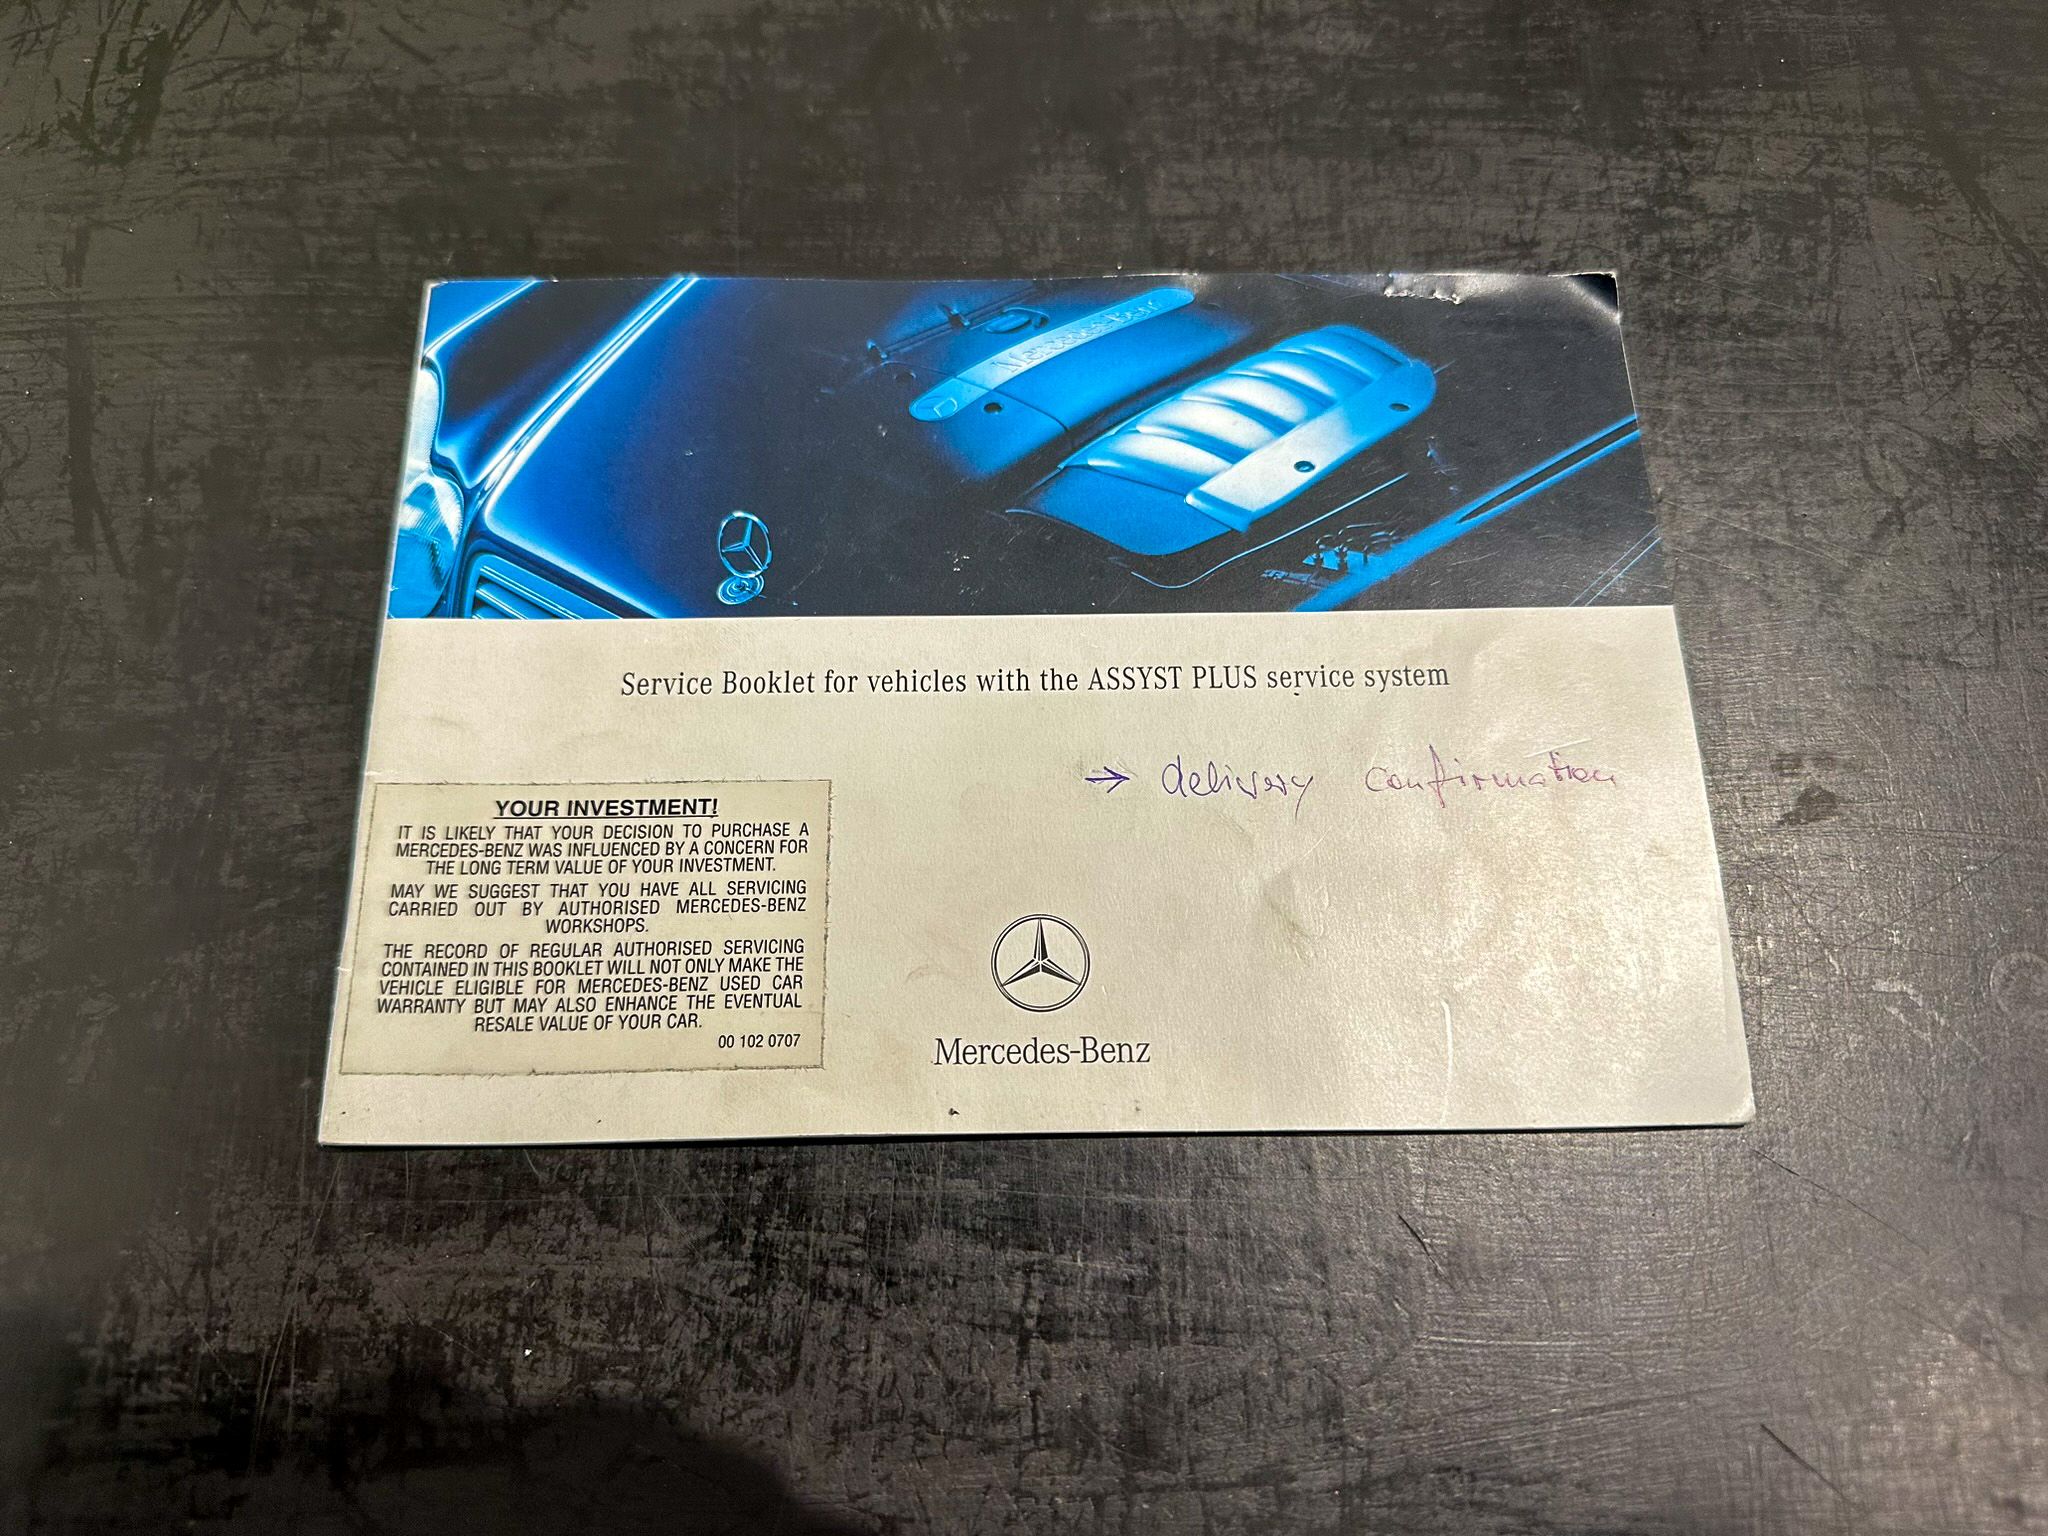 Mercedes-Benz
Service Booklet for vehicles with the ASSYST PLUS service system
→ delivery confirmation
YOUR INVESTMENT!
IT IS LIKELY THAT YOUR DECISION TO PURCHASE A
MERCEDES-BENZ WAS INFLUENCED BY A CONCERN FOR
THE LONG TERM VALUE OF YOUR INVESTMENT.
MAY WE SUGGEST THAT YOU HAVE ALL SERVICING
CARRIED OUT BY AUTHORISED MERCEDES-BENZ
WORKSHOPS.
THE RECORD OF REGULAR AUTHORISED SERVICING
CONTAINED IN THIS BOOKLET WILL NOT ONLY MAKE THE
VEHICLE ELIGIBLE FOR MERCEDES-BENZ USED CAR
WARRANTY BUT MAY ALSO ENHANCE THE EVENTUAL
RESALE VALUE OF YOUR CAR.
00 102 0707
Mercedes-Benz